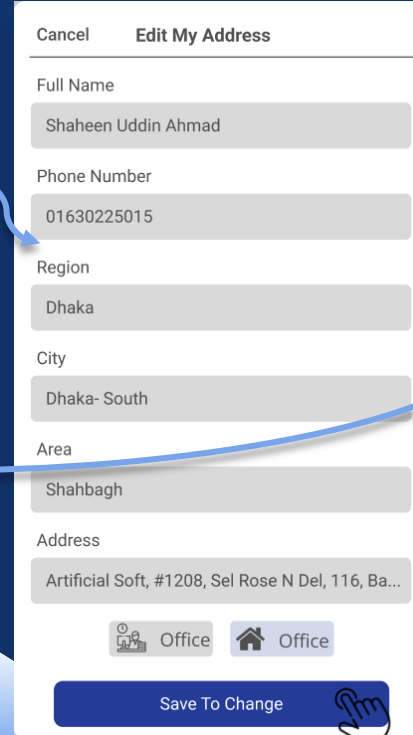 Cancel Edit My Address
Full Name
Shaheen Uddin Ahmad
Phone Number
01630225015
Region
Dhaka
City
Dhaka- South
Area
Shahbagh
Address
Artificial Soft, #1208, Sel Rose N Del, 116, Ba...
Office Office
Save To Change